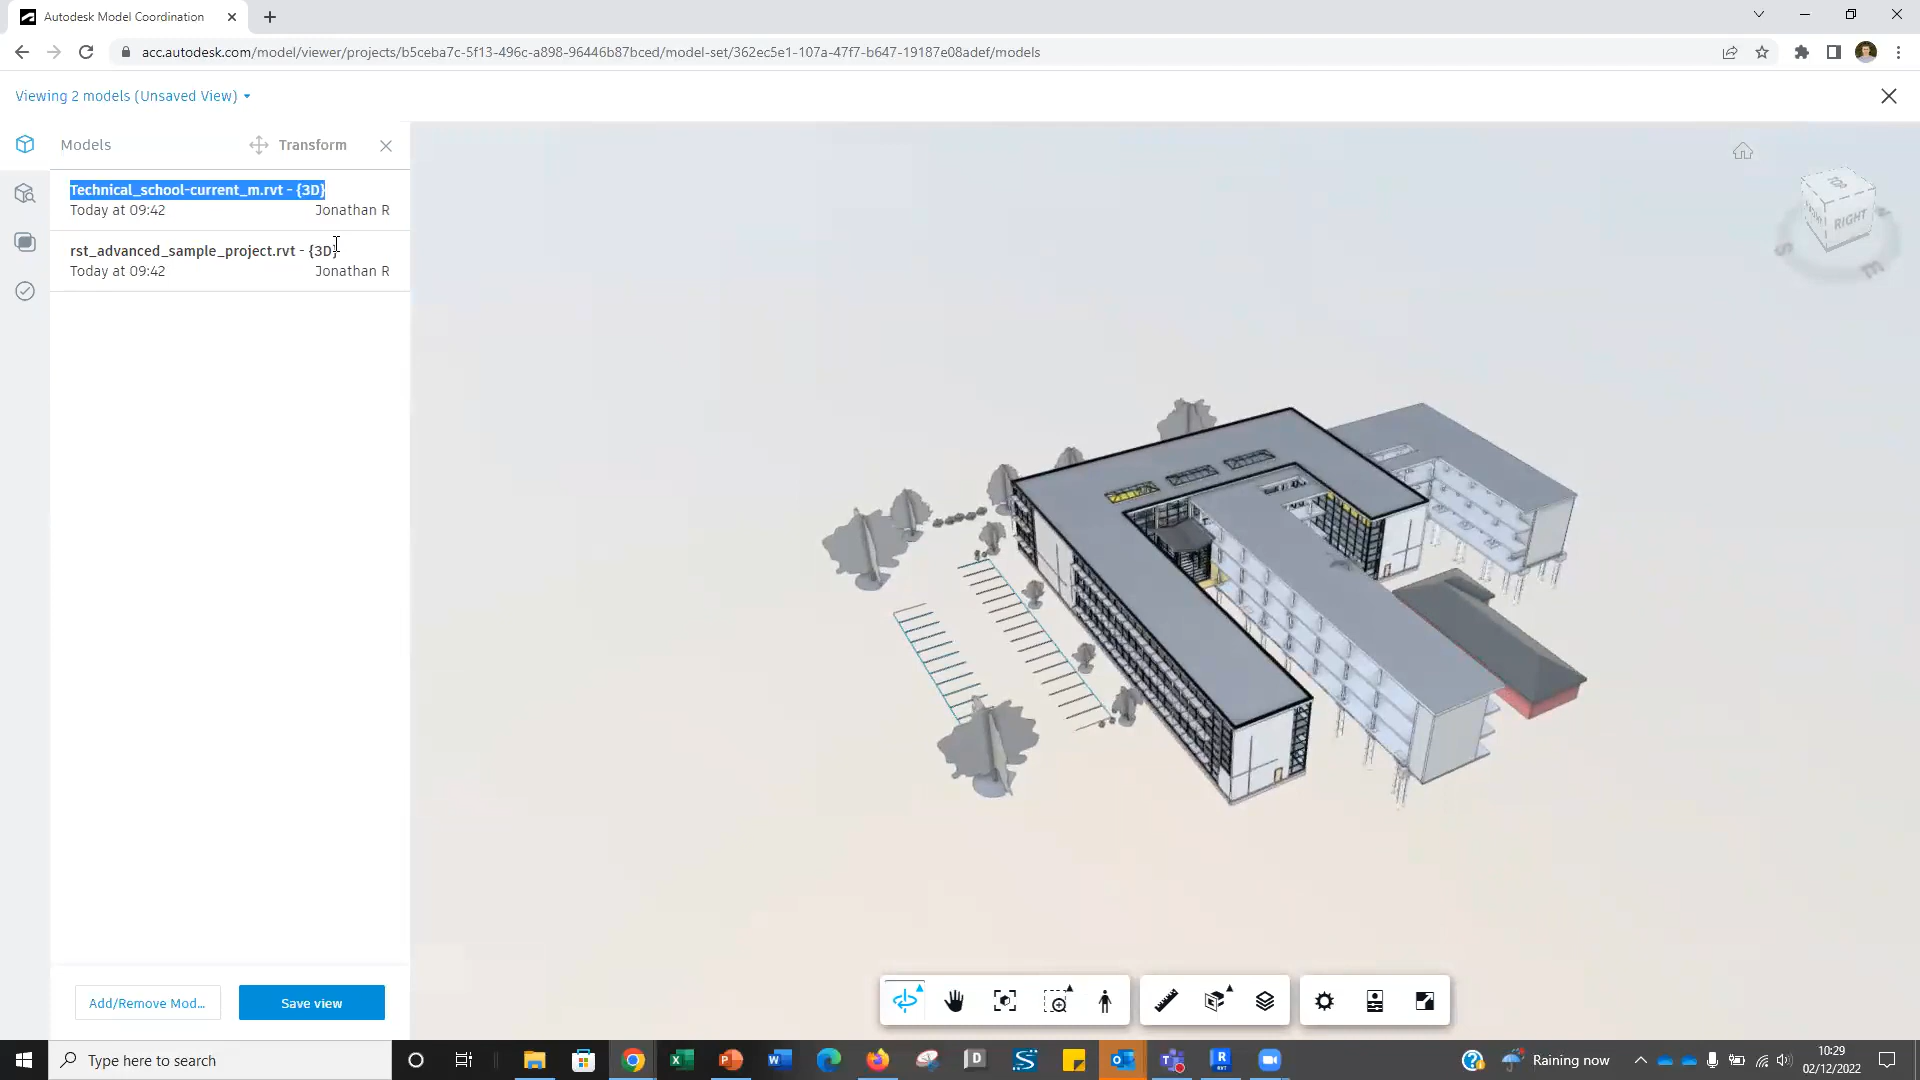 Autodesk Model Coordination
acc.autodesk.com/model/viewer/projects/b5ceba7c-5f13-496c-a898-96446b87bced/model-set/362ec5e1-107a-47f7-b647-19187e08adef/models
Viewing 2 models (Unsaved View)
Models
Transform
Technical_school-current_m.rvt - {3D}
Today at 09:42 Jonathan R
rst_advanced_sample_project.rvt - {3D}
Today at 09:42 Jonathan R
TOP
RIGHT
S
E
Add/Remove Mod...
Save view
Type here to search
Raining now
10:29
02/12/2022